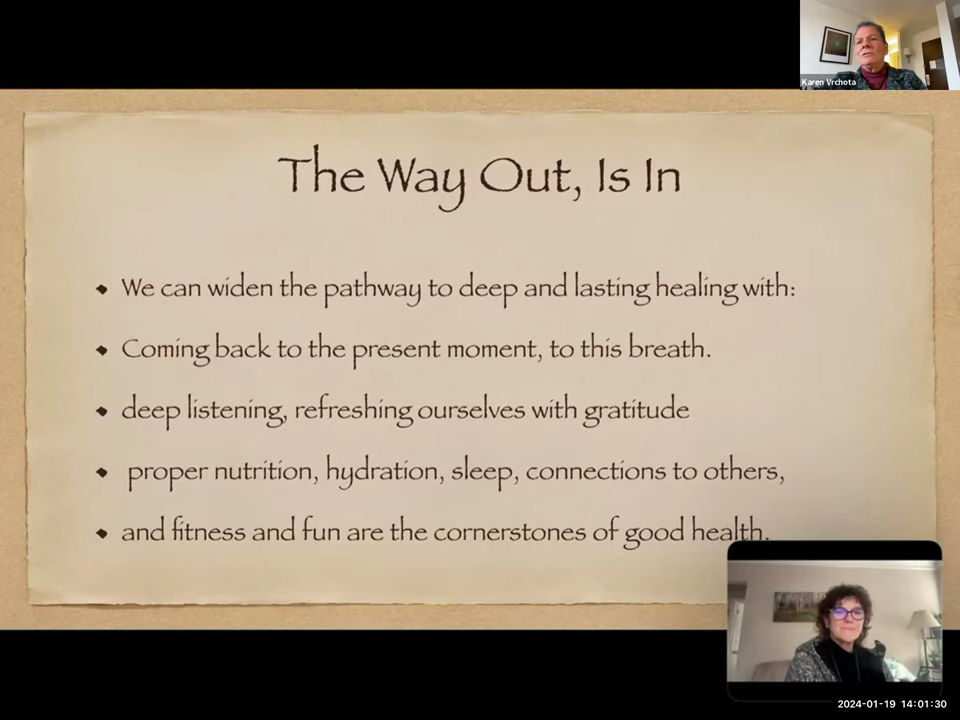 Karen Vrchota
The Way Out, Is In
We can widen the pathway to deep and lasting healing with:
Coming back to the present moment, to this breath.
deep listening, refreshing ourselves with gratitude
proper nutrition, hydration, sleep, connections to others,
and fitness and fun are the cornerstones of good health.
2024-01-19 14:01:30